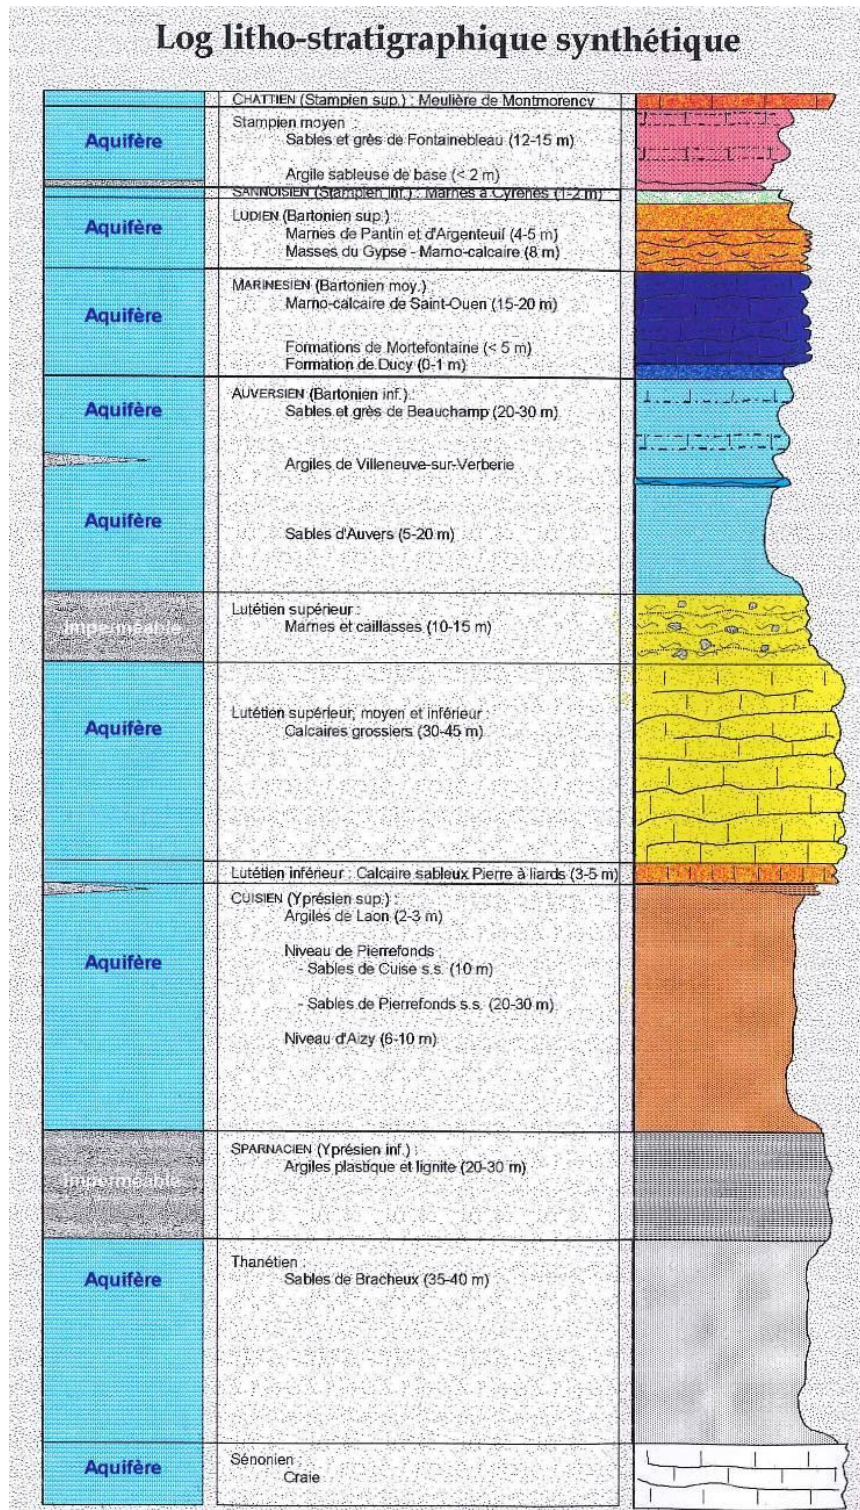 Log litho-stratigraphique synthétique
CHATTIEN (Stampien sup.) : Meulière de Montmorency
Aquifère
Stampien moyen :
Sables et grès de Fontainebleau (12-15 m)
Argile sableuse de base (< 2 m)
SANNOISIEN (Stampien inf.) : Marnes à Cyrènes (1-2 m)
Aquifère
LUDIEN (Bartonien sup.) :
Marnes de Pantin et d'Argenteuil (4-5 m)
Masses du Gypse - Marno-calcaire (8 m)
Aquifère
MARINESIEN (Bartonien moy.) :
Marno-calcaire de Saint-Ouen (15-20 m)
Formations de Mortefontaine (< 5 m)
Formation de Ducy (0-1 m)
Aquifère
AUVERSIEN (Bartonien inf.) :
Sables et grès de Beauchamp (20-30 m)
Argiles de Villeneuve-sur-Verberie
Aquifère
Sables d'Auvers (5-20 m)
Imperméable
Lutétien supérieur :
Marnes et caillasses (10-15 m)
Aquifère
Lutétien supérieur, moyen et inférieur :
Calcaires grossiers (30-45 m)
Lutétien inférieur : Calcaire sableux Pierre à liards (3-5 m)
CUISIEN (Yprésien sup.) :
Argiles de Laon (2-3 m)
Aquifère
Niveau de Pierrefonds :
- Sables de Cuise s.s. (10 m)
- Sables de Pierrefonds s.s. (20-30 m)
Niveau d'Aizy (6-10 m)
Imperméable
SPARNACIEN (Yprésien inf.) :
Argiles plastique et lignite (20-30 m)
Aquifère
Thanétien :
Sables de Bracheux (35-40 m)
Aquifère
Sénonien :
Craie